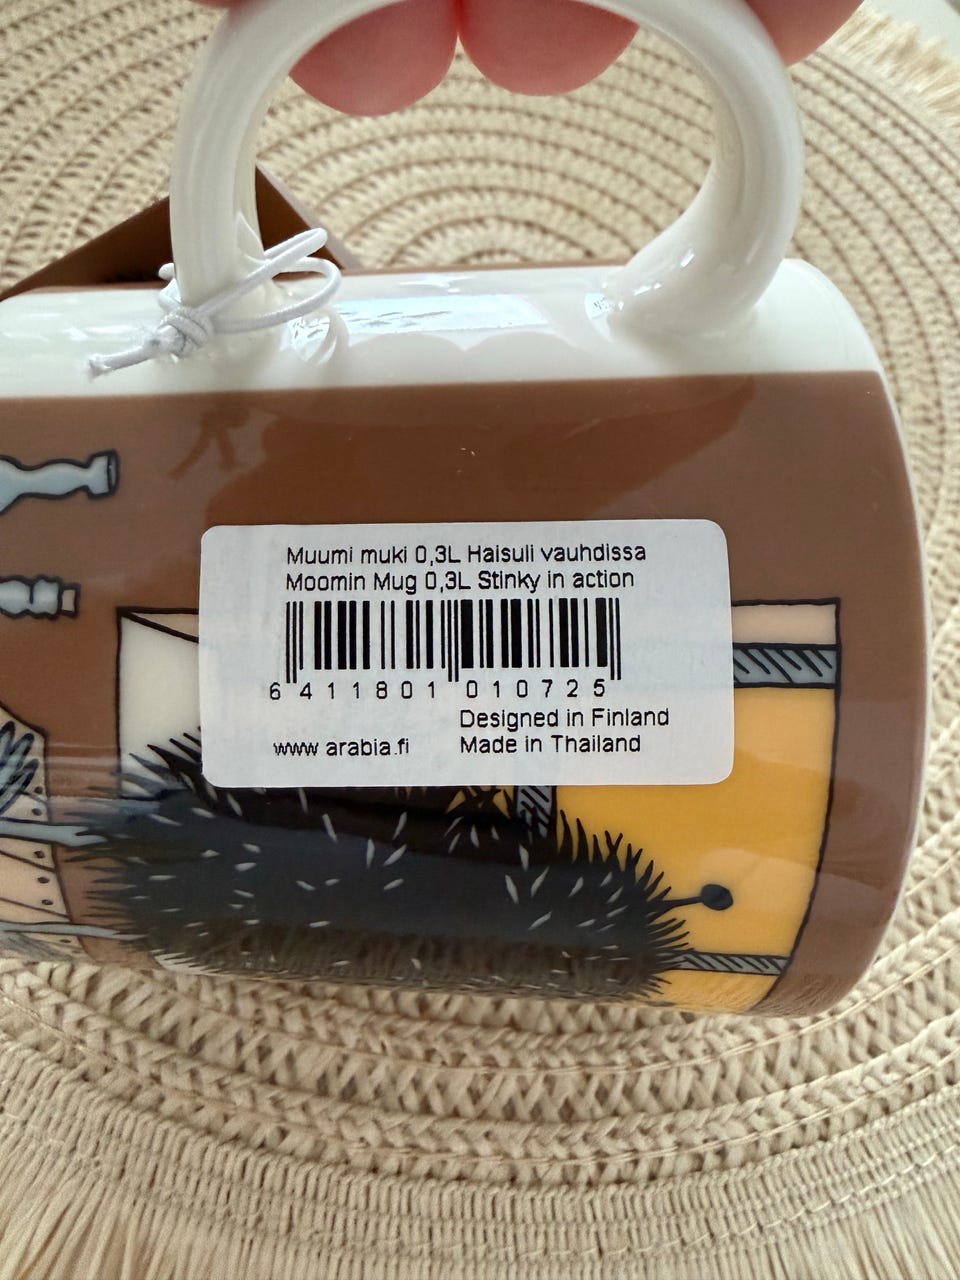 Muumi muki 0,3L Haisuli vauhdissa
Moomin Mug 0,3L Stinky in action
6 411801 010725
Designed in Finland
www arabia.fi Made in Thailand